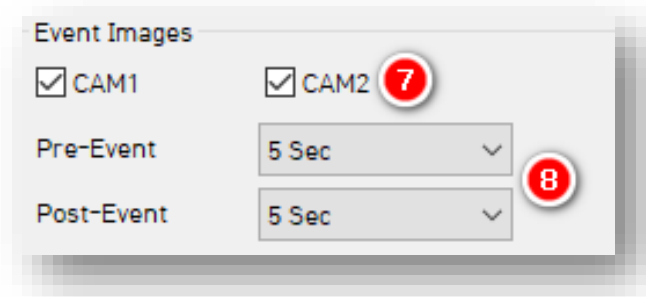 Event Images
CAM1 CAM2 7
Pre-Event 5 Sec
8
Post-Event 5 Sec